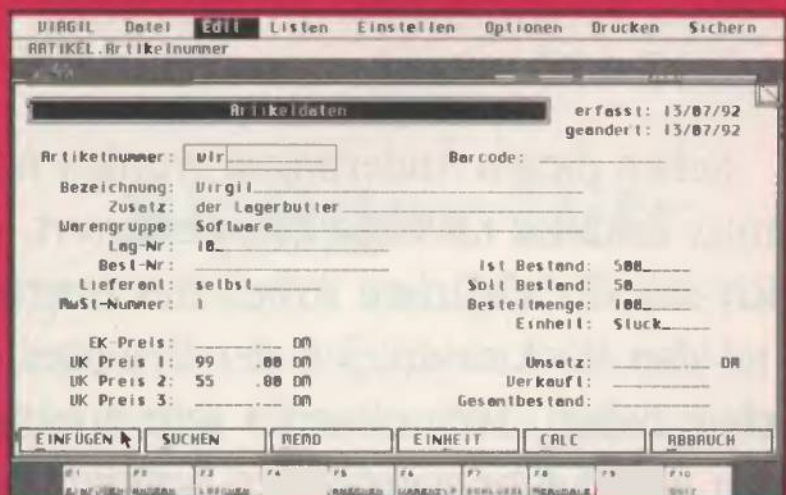 VIRGIL Datei Edit Listen Einstellen Optionen Drucken Sichern
ARTIKEL.Artikelnummer
Artikeldaten
erfasst: 13/07/92
geandert: 13/07/92
Artikelnummer: vir
Barcode:
Bezeichnung: Virgil
Zusatz: der Lagerbutler
Warengruppe: Software
Lag-Nr: 10
Best-Nr:
Ist Bestand: 500
Lieferant: selbst
Soll Bestand: 50
MwSt-Nummer: 1
Bestellmenge: 100
Einheit: Stuck
EK-Preis: . DM
VK Preis 1: 99 .00 DM
Umsatz: DM
VK Preis 2: 55 .00 DM
Verkauft:
VK Preis 3: . DM
Gesamtbestand:
EINFÜGEN SUCHEN MEMO EINHEIT CALC ABBRUCH
F1 F2 F3 F4 F5 F6 F7 F8 F9 F10
EINFÜGEN ÄNDERN LÖSCHEN ANSEHEN